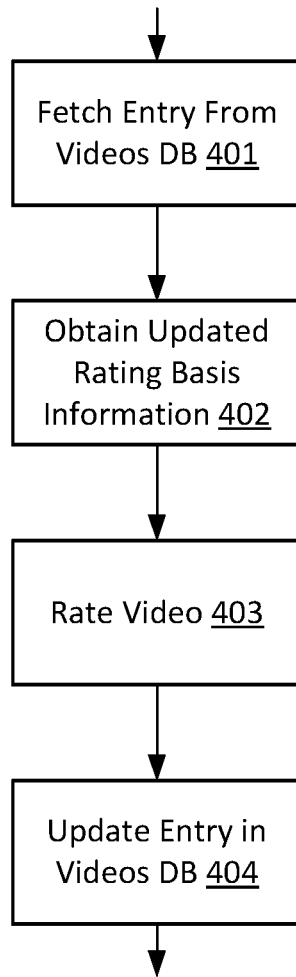 Fetch Entry From
Videos DB 401
Obtain Updated
Rating Basis
Information 402
Rate Video 403
Update Entry in
Videos DB 404